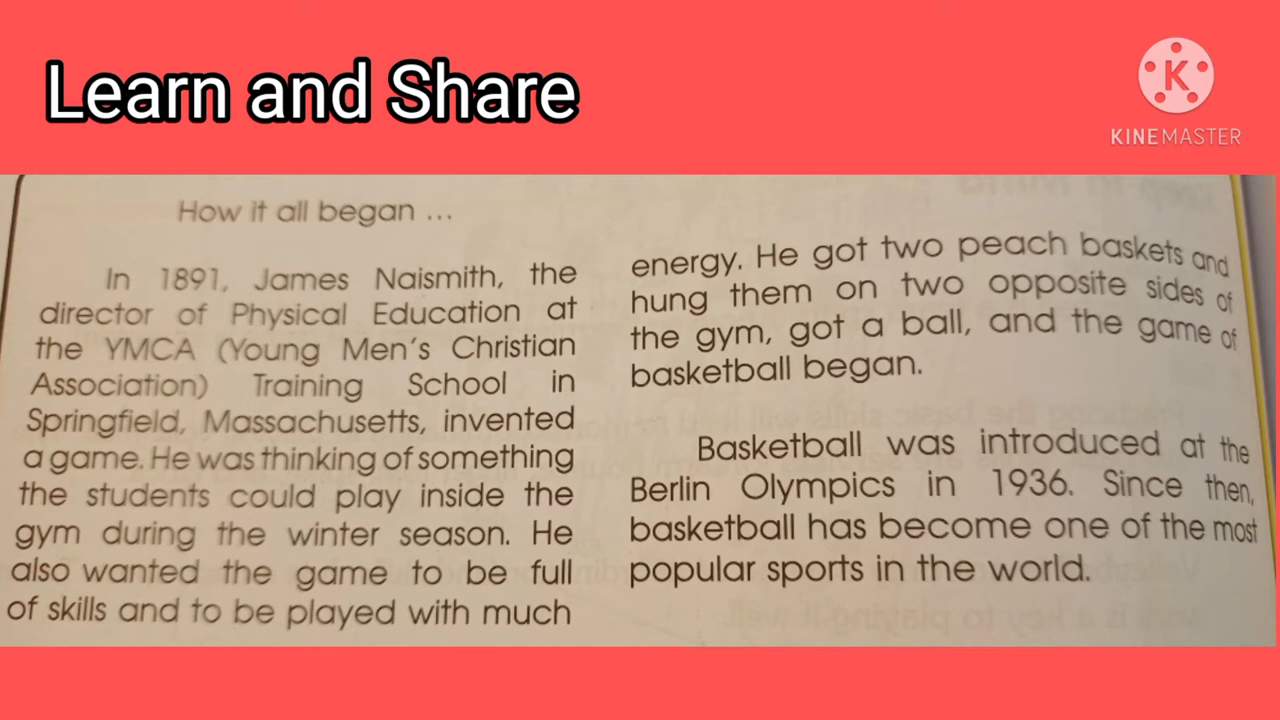 Learn and Share
KINEMASTER
How it all began ...
In 1891, James Naismith, the
director of Physical Education at
the YMCA (Young Men's Christian
Association) Training School in
Springfield, Massachusetts, invented
a game. He was thinking of something
the students could play inside the
gym during the winter season. He
also wanted the game to be full
of skills and to be played with much
energy. He got two peach baskets and
hung them on two opposite sides of
the gym, got a ball, and the game of
basketball began.
Basketball was introduced at the
Berlin Olympics in 1936. Since then,
basketball has become one of the most
popular sports in the world.